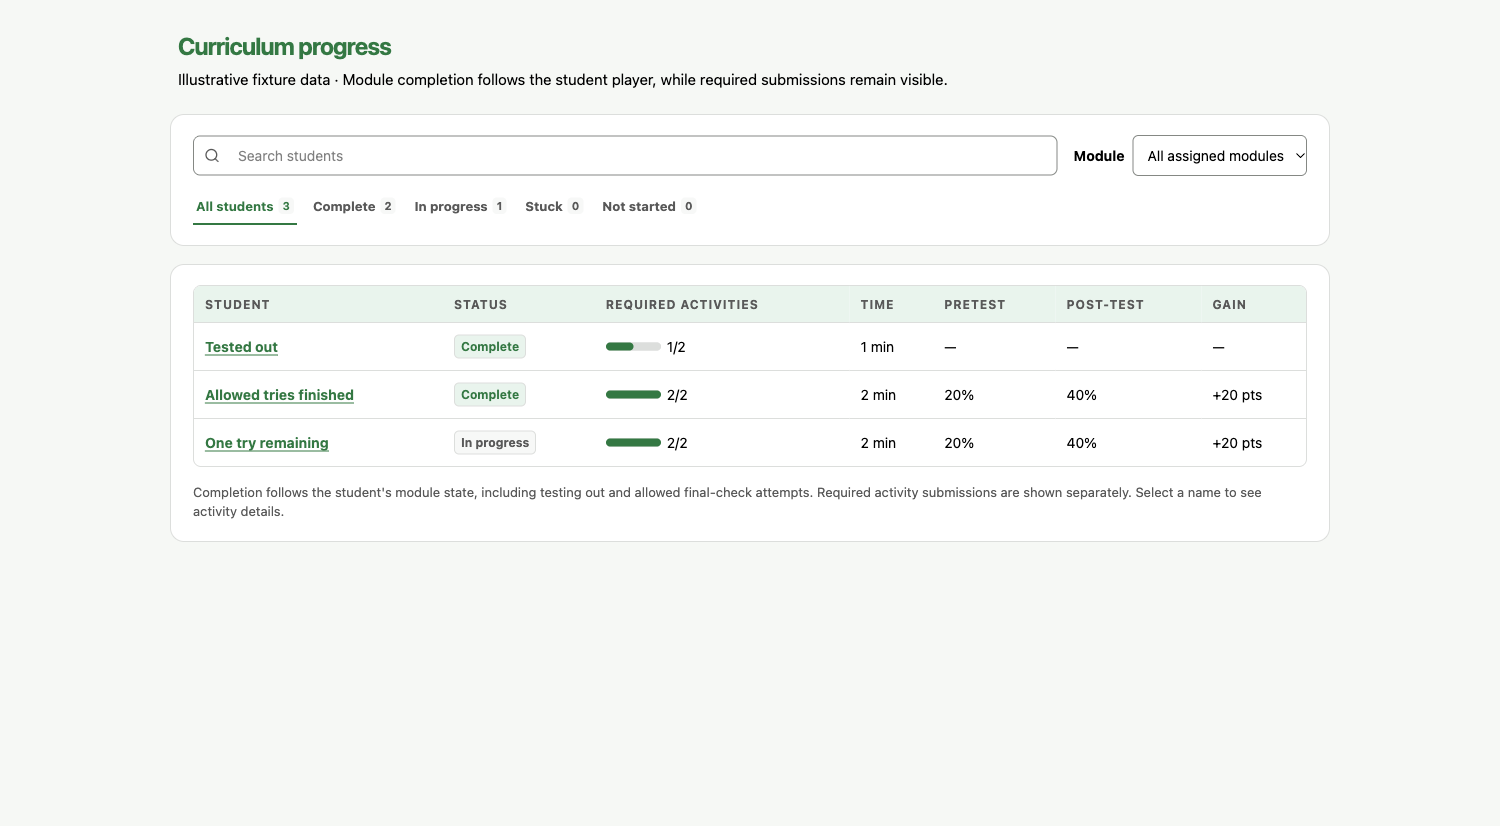 Curriculum progress
Illustrative fixture data · Module completion follows the student player, while required submissions remain visible.
Search students
Module
All assigned modules
All students 3 Complete 2 In progress 1 Stuck 0 Not started 0
STUDENT STATUS REQUIRED ACTIVITIES TIME PRETEST POST-TEST GAIN
Tested out Complete 1/2 1 min — — —
Allowed tries finished Complete 2/2 2 min 20% 40% +20 pts
One try remaining In progress 2/2 2 min 20% 40% +20 pts
Completion follows the student's module state, including testing out and allowed final-check attempts. Required activity submissions are shown separately. Select a name to see
activity details.